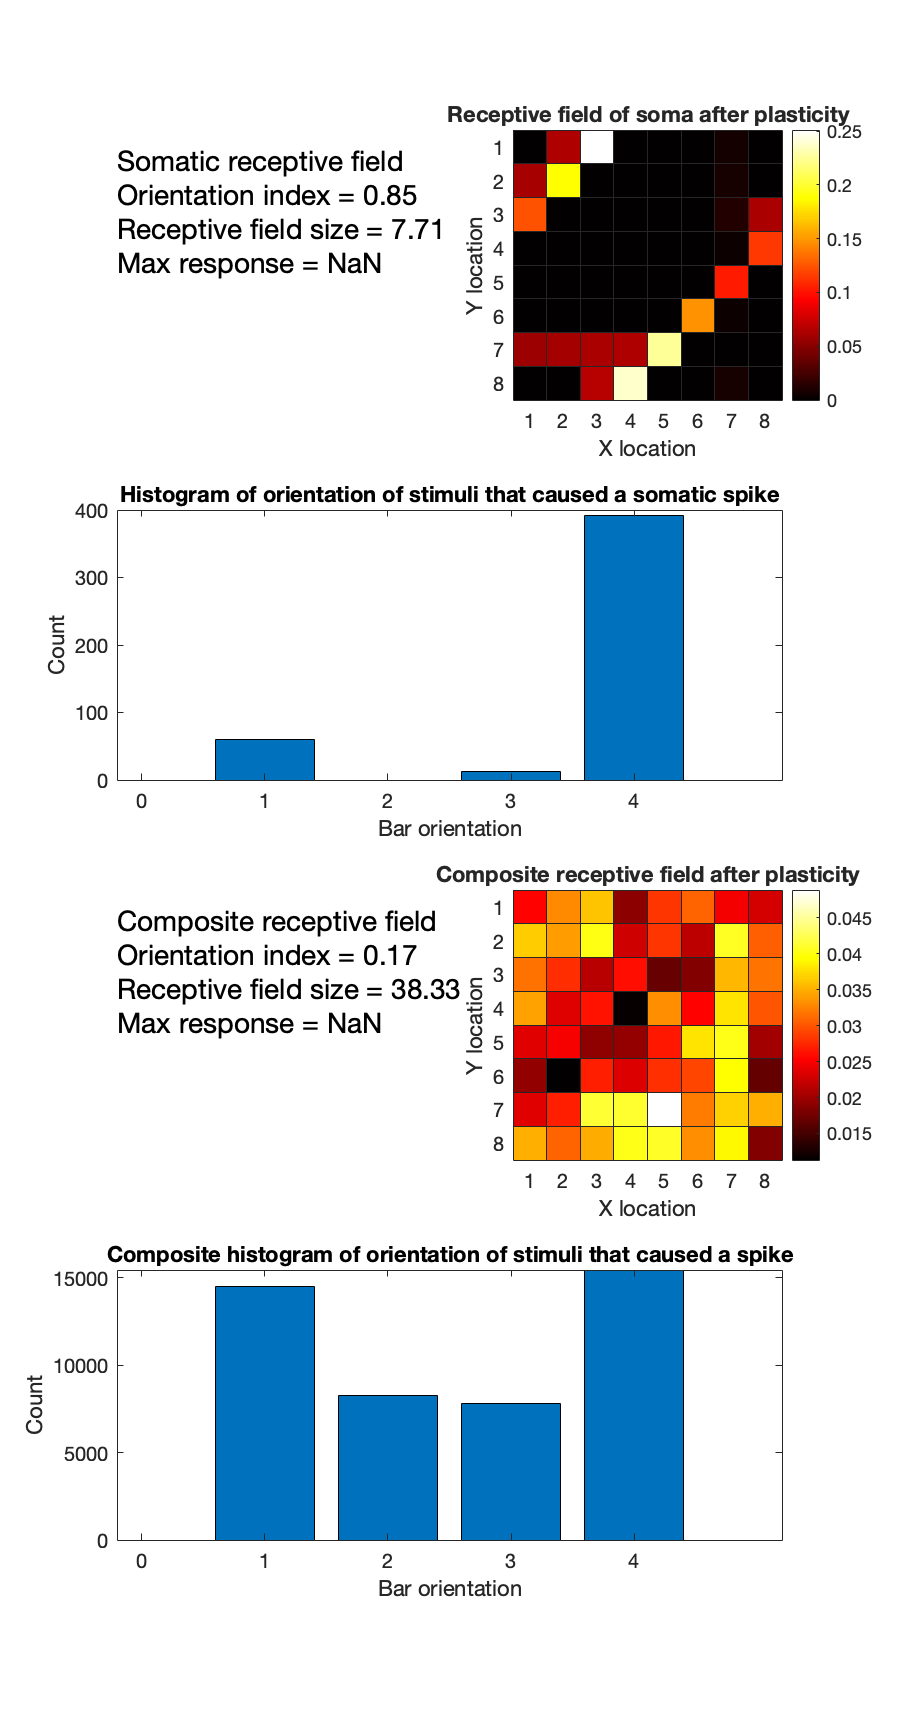 Receptive field of soma after plasticity
Somatic receptive field
Orientation index = 0.85
Receptive field size = 7.71
Max response = NaN
Y location
1
2
3
4
5
6
7
8
1 2 3 4 5 6 7 8
X location
0.25
0.2
0.15
0.1
0.05
0
Histogram of orientation of stimuli that caused a somatic spike
Count
400
300
200
100
0
0 1 2 3 4
Bar orientation
Composite receptive field after plasticity
Composite receptive field
Orientation index = 0.17
Receptive field size = 38.33
Max response = NaN
Y location
1
2
3
4
5
6
7
8
1 2 3 4 5 6 7 8
X location
0.045
0.04
0.035
0.03
0.025
0.02
0.015
Composite histogram of orientation of stimuli that caused a spike
Count
15000
10000
5000
0
0 1 2 3 4
Bar orientation